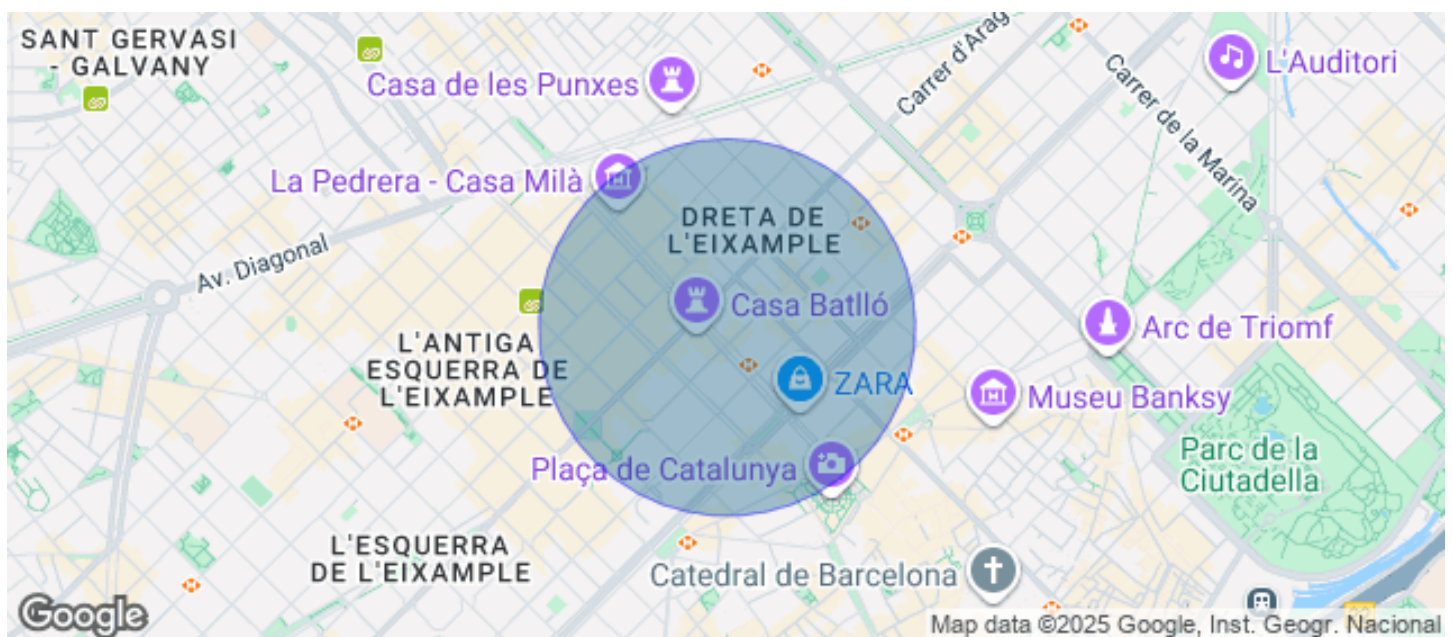 SANT GERVASI
- GALVANY
Casa de les Punxes
Carrer d'Arag
L'Auditori
Carrer de la Marina
La Pedrera - Casa Milà
DRETA DE
L'EIXAMPLE
Av. Diagonal
Casa Batlló
Arc de Triomf
L'ANTIGA
ESQUERRA DE
L'EIXAMPLE
ZARA
Museu Banksy
Plaça de Catalunya
Parc de la
Ciutadella
L'ESQUERRA
DE L'EIXAMPLE
Catedral de Barcelona
Google
Map data ©2025 Google, Inst. Geogr. Nacional